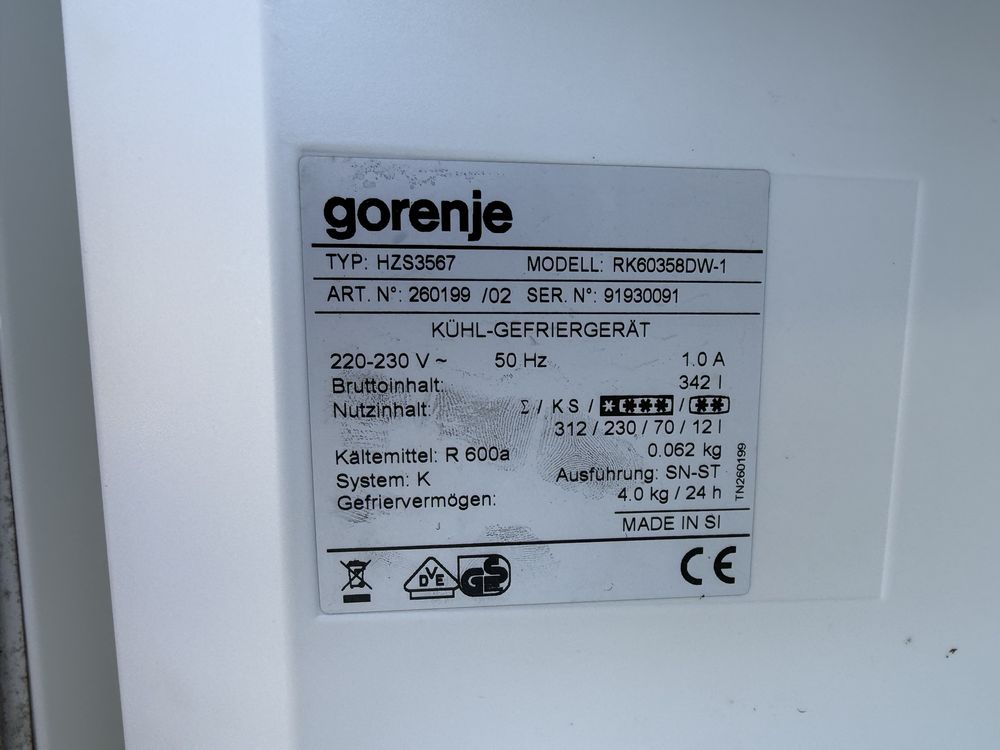 gorenje
TYP: HZS3567 MODELL: RK60358DW-1
ART. N°: 260199 /02 SER. N°: 91930091
KÜHL-GEFRIERGERÄT
220-230 V ~ 50 Hz 1.0 A
Bruttoinhalt: 342 l
Nutzinhalt: Σ / K S / * *** / **
312 / 230 / 70 / 12 l
Kältemittel: R 600a 0.062 kg
System: K Ausführung: SN-ST
Gefriervermögen: 4.0 kg / 24 h
TN260199
MADE IN SI
DVE GS CE